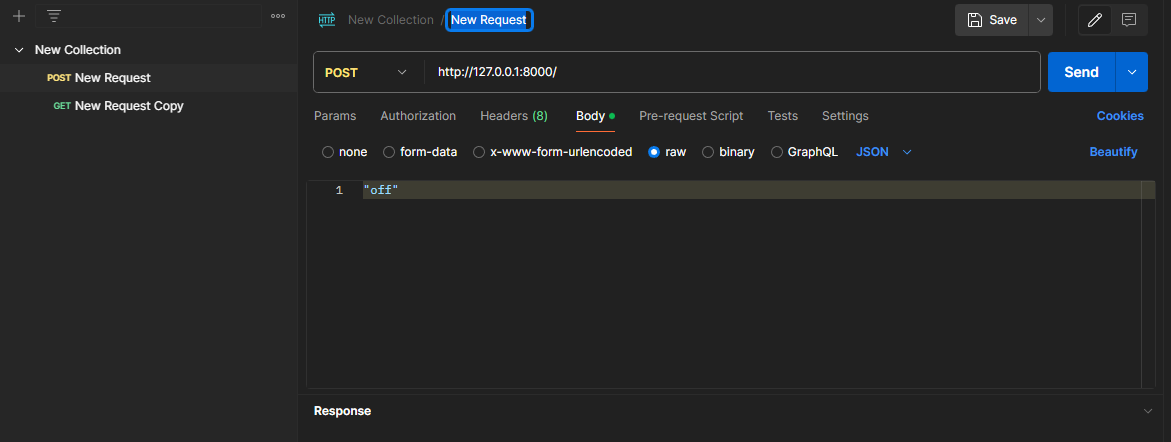 HTTP New Collection / New Request Save
New Collection
POST New Request
GET New Request Copy
POST http://127.0.0.1:8000/ Send
Params Authorization Headers (8) Body Pre-request Script Tests Settings Cookies
none form-data x-www-form-urlencoded raw binary GraphQL JSON Beautify
1 "off"
Response